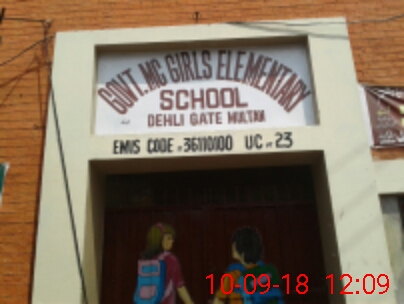 GOVT. MC GIRLS ELEMENTARY
SCHOOL
DEHLI GATE MULTAN
EMIS CODE # 36110100 UC # 23
10-09-18 12:09